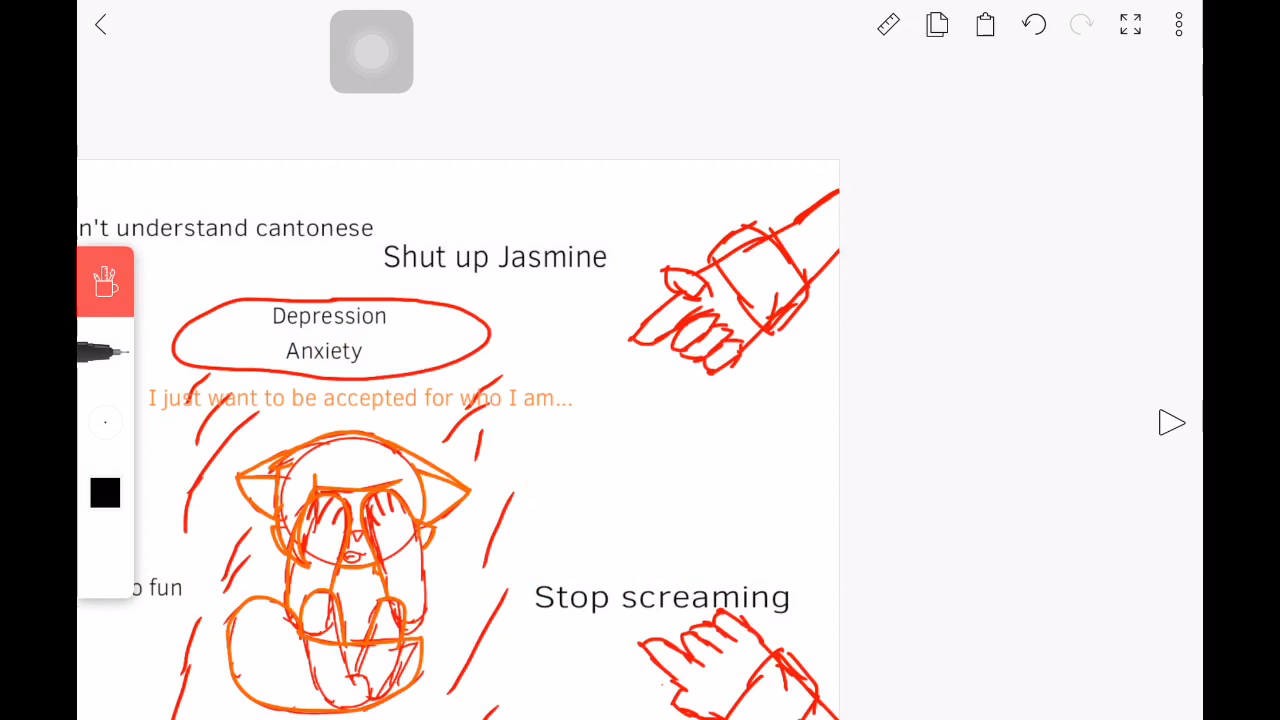 n't understand cantonese
Shut up Jasmine
Depression
Anxiety
I just want to be accepted for who I am...
fun
Stop screaming